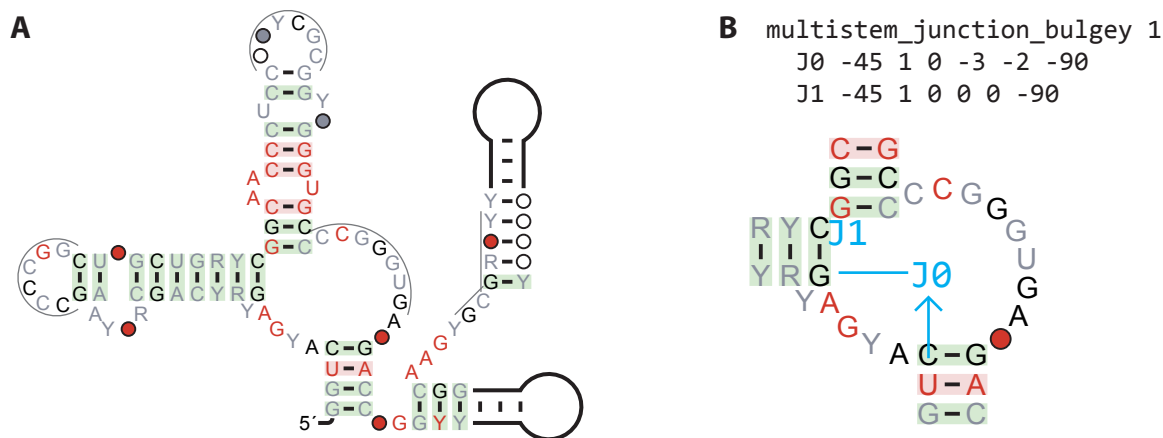 A
Y C G
C
C G
C G
U Y
C G
C G
C G
A U
A
C G
G C
G C C C G G G U G A
G G C U G C U G R Y C
C
C
C C G A C G A C Y R G
A Y R Y A G Y A
C G
U A
G C
G C
5´
G G
C G G
G Y Y
A A G Y G C
Y
Y
R
G Y
B
multistem_junction_bulgey 1
J0 -45 1 0 -3 -2 -90
J1 -45 1 0 0 0 -90
C G
G C
G C C C G G G U G A
R Y C J1
Y R G J0
Y A G Y A
C G
U A
G C